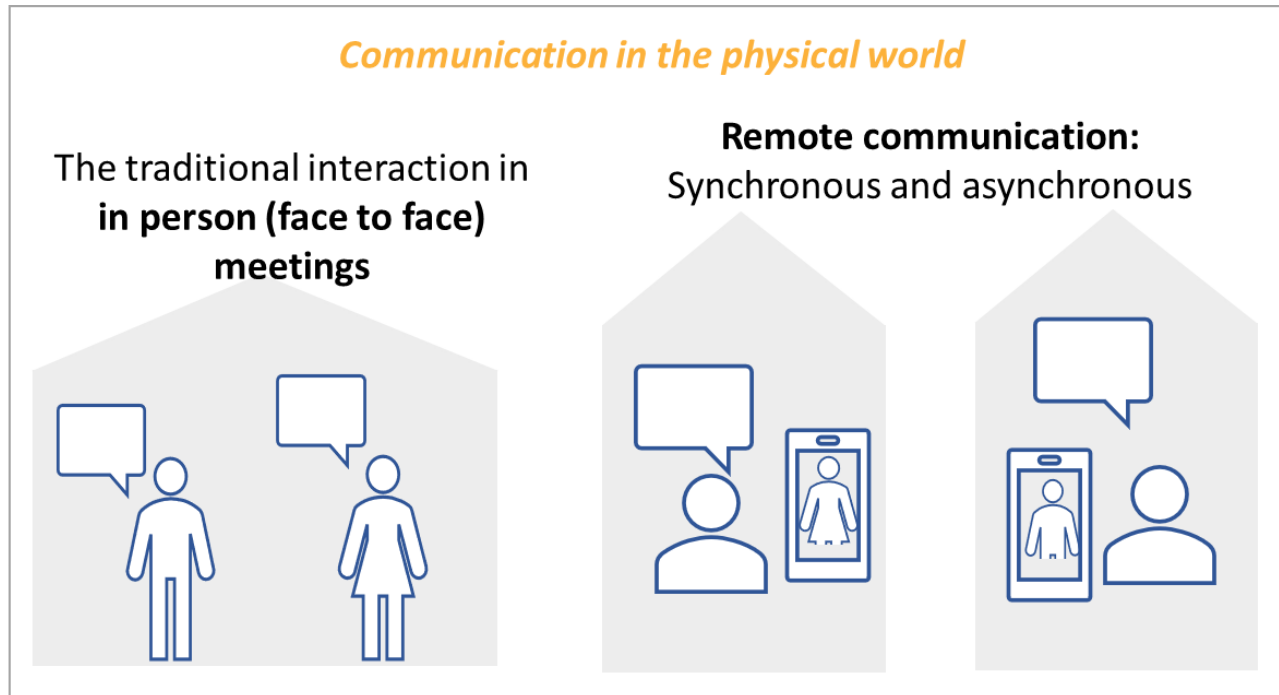 Communication in the physical world
The traditional interaction in
in person (face to face)
meetings
Remote communication:
Synchronous and asynchronous